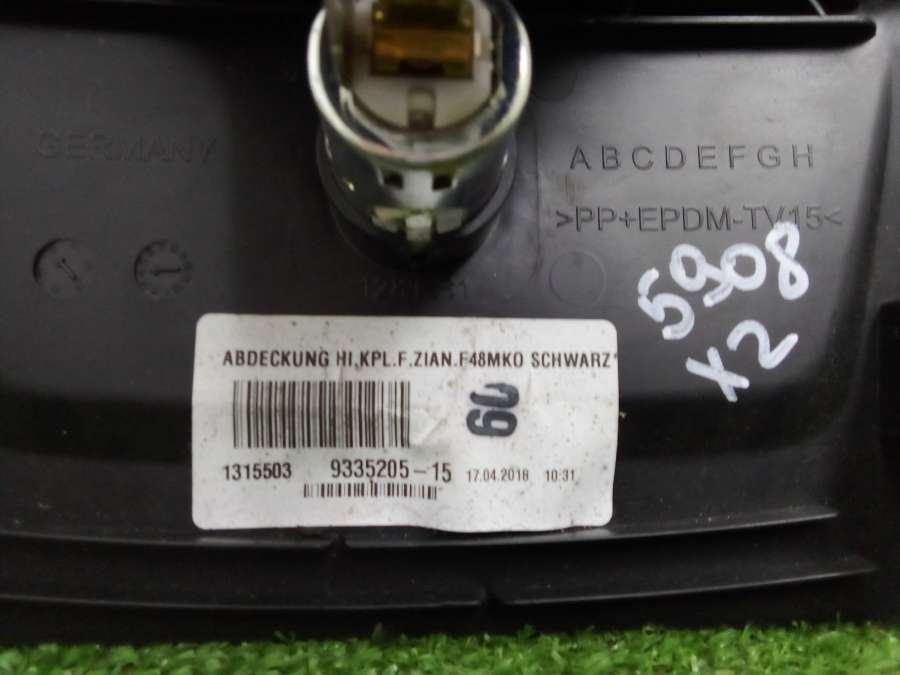 GERMANY
ABCDEFGH
>PP+EPDM-TV15<
5908
x2
ABDECKUNG HI.KPL.F.ZIAN.F48MKO SCHWARZ
60
1315503 9335205-15 17.04.2018 10:31